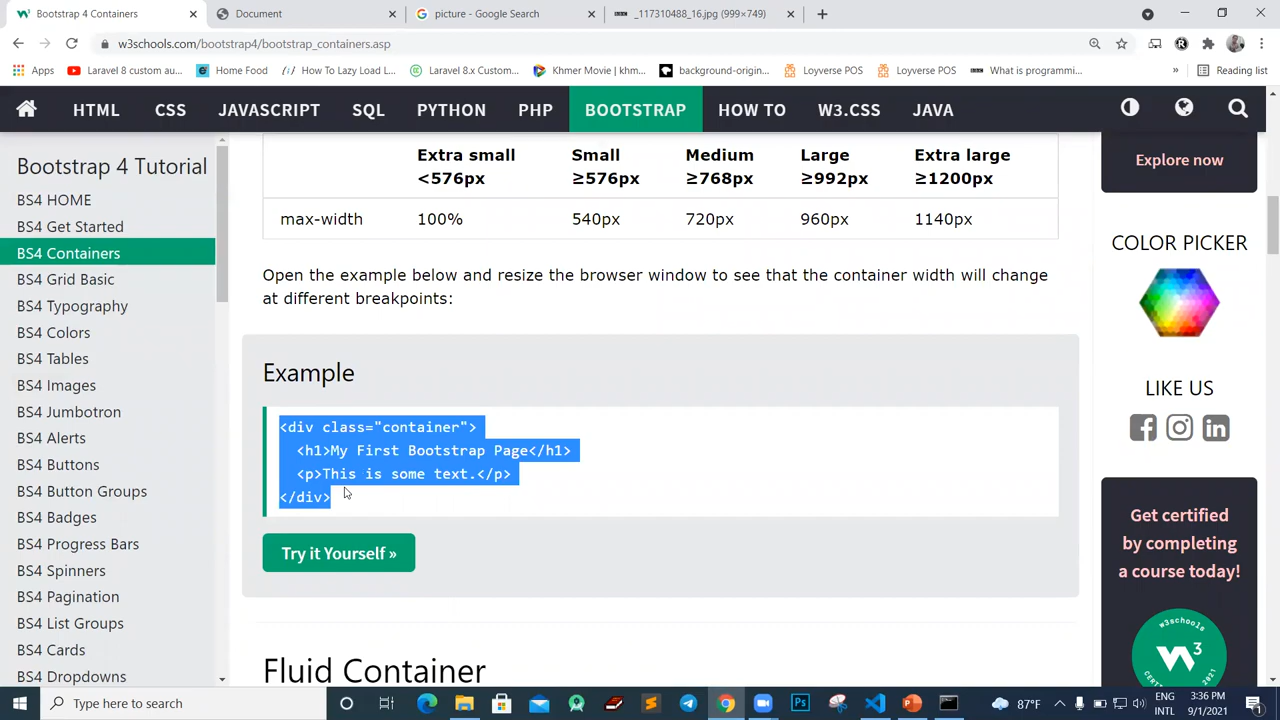 BS4 Containers
Document
picture - Google Search
_117310488_16.jpg (999×749)
w3schools.com/bootstrap4/bootstrap_containers.asp
Apps
Laravel 8 custom au...
Home Food
How To Lazy Load L...
Laravel 8.x Custom...
Khmer Movie | khm...
background-origin...
Loyverse POS
Loyverse POS
What is programmi...
»
Reading list
HTML
CSS
JAVASCRIPT
SQL
PYTHON
PHP
BOOTSTRAP
HOW TO
W3.CSS
JAVA
Bootstrap 4 Tutorial
BS4 HOME
BS4 Get Started
BS4 Containers
BS4 Grid Basic
BS4 Typography
BS4 Colors
BS4 Tables
BS4 Images
BS4 Jumbotron
BS4 Alerts
BS4 Buttons
BS4 Button Groups
BS4 Badges
BS4 Progress Bars
BS4 Spinners
BS4 Pagination
BS4 List Groups
BS4 Cards
BS4 Dropdowns
Extra small Small Medium Large Extra large
<576px ≥576px ≥768px ≥992px ≥1200px
max-width 100% 540px 720px 960px 1140px
Open the example below and resize the browser window to see that the container width will change
at different breakpoints:
Example
<div class="container">
<h1>My First Bootstrap Page</h1>
<p>This is some text.</p>
</div>
Try it Yourself »
Fluid Container
Explore now
COLOR PICKER
LIKE US
Get certified
by completing
a course today!
w3schools
W3
2021
Type here to search
87°F
ENG
INTL
3:36 PM
9/1/2021